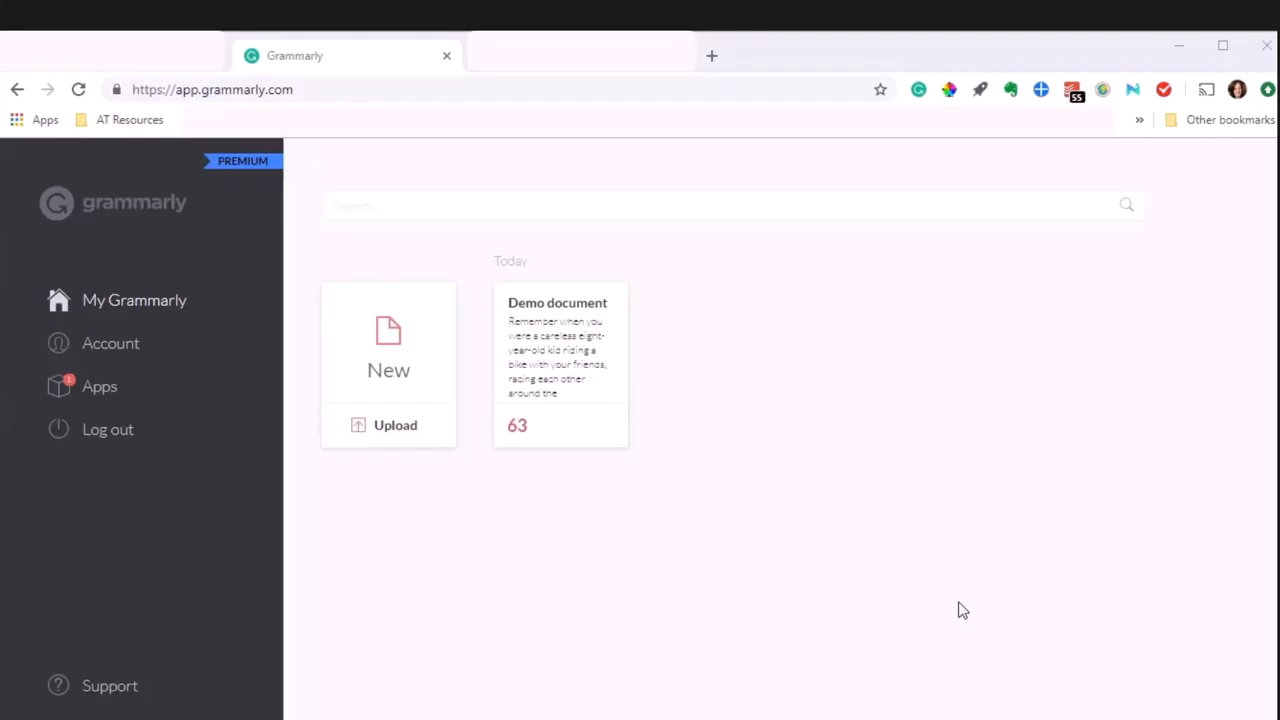 Grammarly
https://app.grammarly.com
55
Apps
AT Resources
»
Other bookmarks
PREMIUM
grammarly
My Grammarly
Account
1
Apps
Log out
Support
Search...
Today
New
Upload
Demo document
Remember when you
were a careless eight-
year-old kid riding a
bike with your friends,
racing each other
around the
63